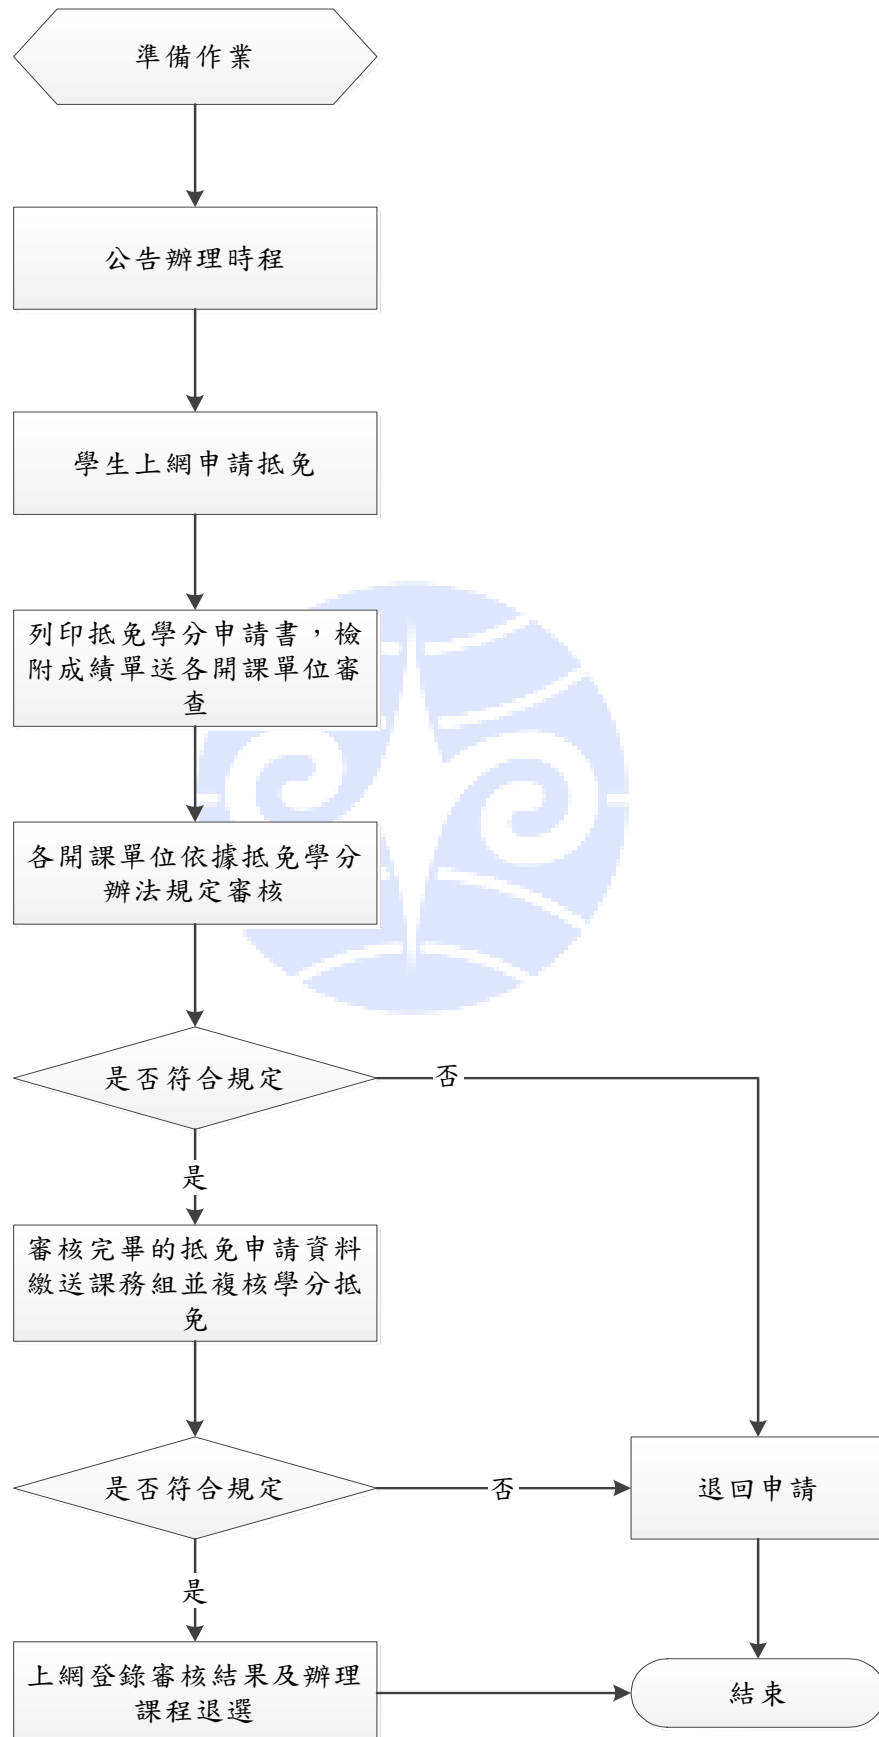 準備作業
公告辦理時程
學生上網申請抵免
列印抵免學分申請書，檢
附成績單送各開課單位審
查
各開課單位依據抵免學分
辦法規定審核
是否符合規定
否
是
審核完畢的抵免申請資料
繳送課務組並複核學分抵
免
是否符合規定
否
退回申請
是
上網登錄審核結果及辦理
課程退選
結束